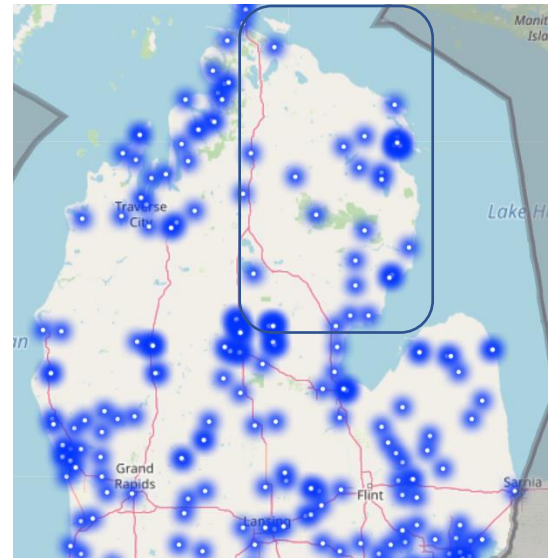 Manit
Isla
Traverse
City
Lake H
an
Grand
Rapids
Flint
Sarnia
Lansing